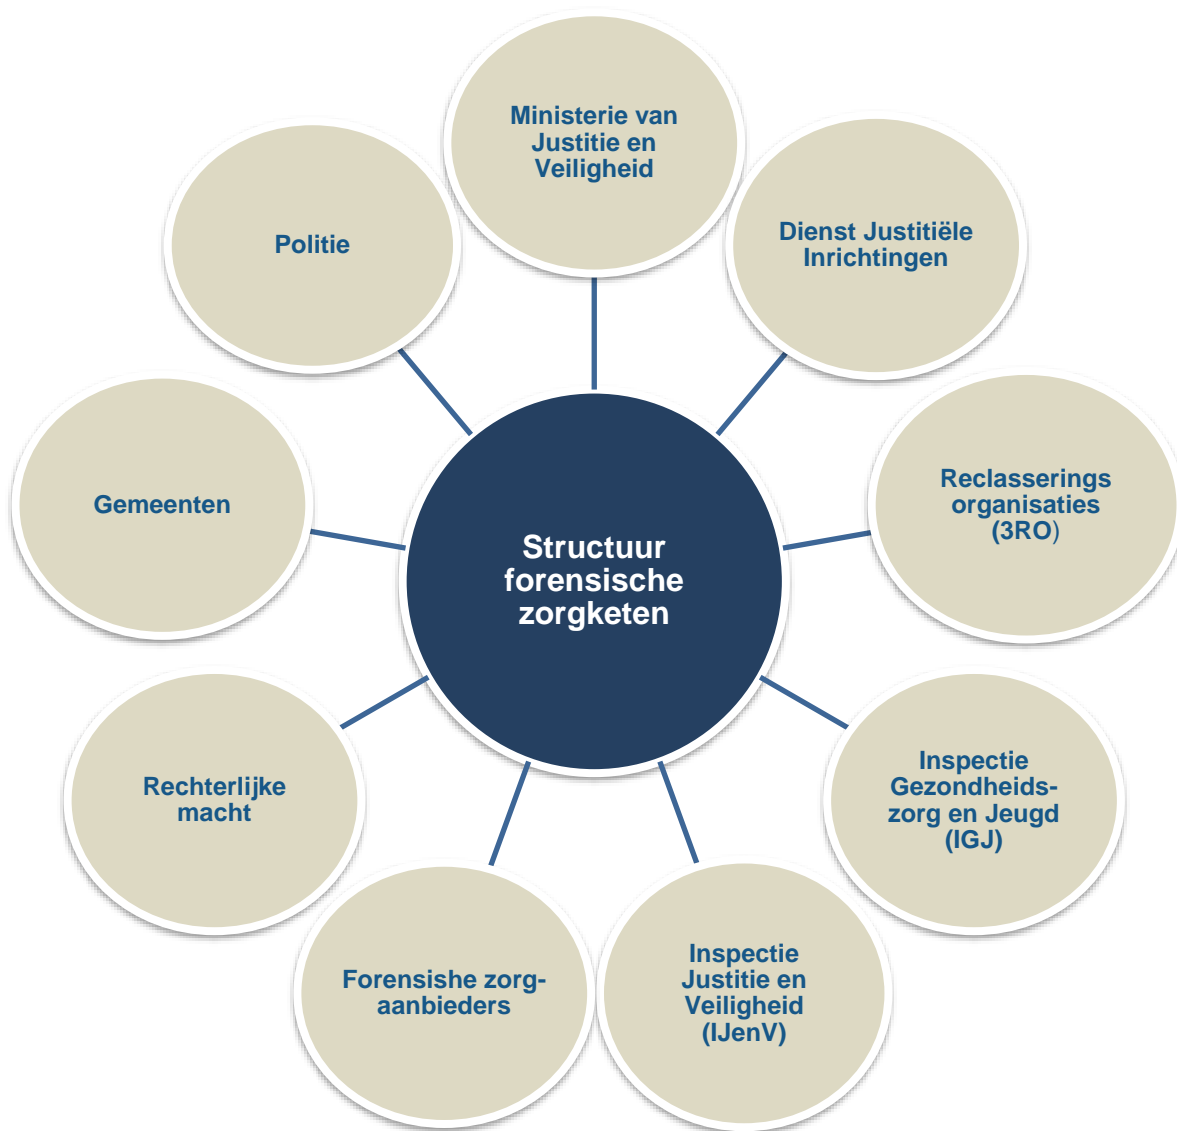 Ministerie van
Justitie en
Veiligheid
Dienst Justitiële
Inrichtingen
Reclasserings
organisaties
(3RO)
Inspectie
Gezondheids-
zorg en Jeugd
(IGJ)
Inspectie
Justitie en
Veiligheid
(IJenV)
Forensishe zorg-
aanbieders
Rechterlijke
macht
Gemeenten
Politie
Structuur
forensische
zorgketen